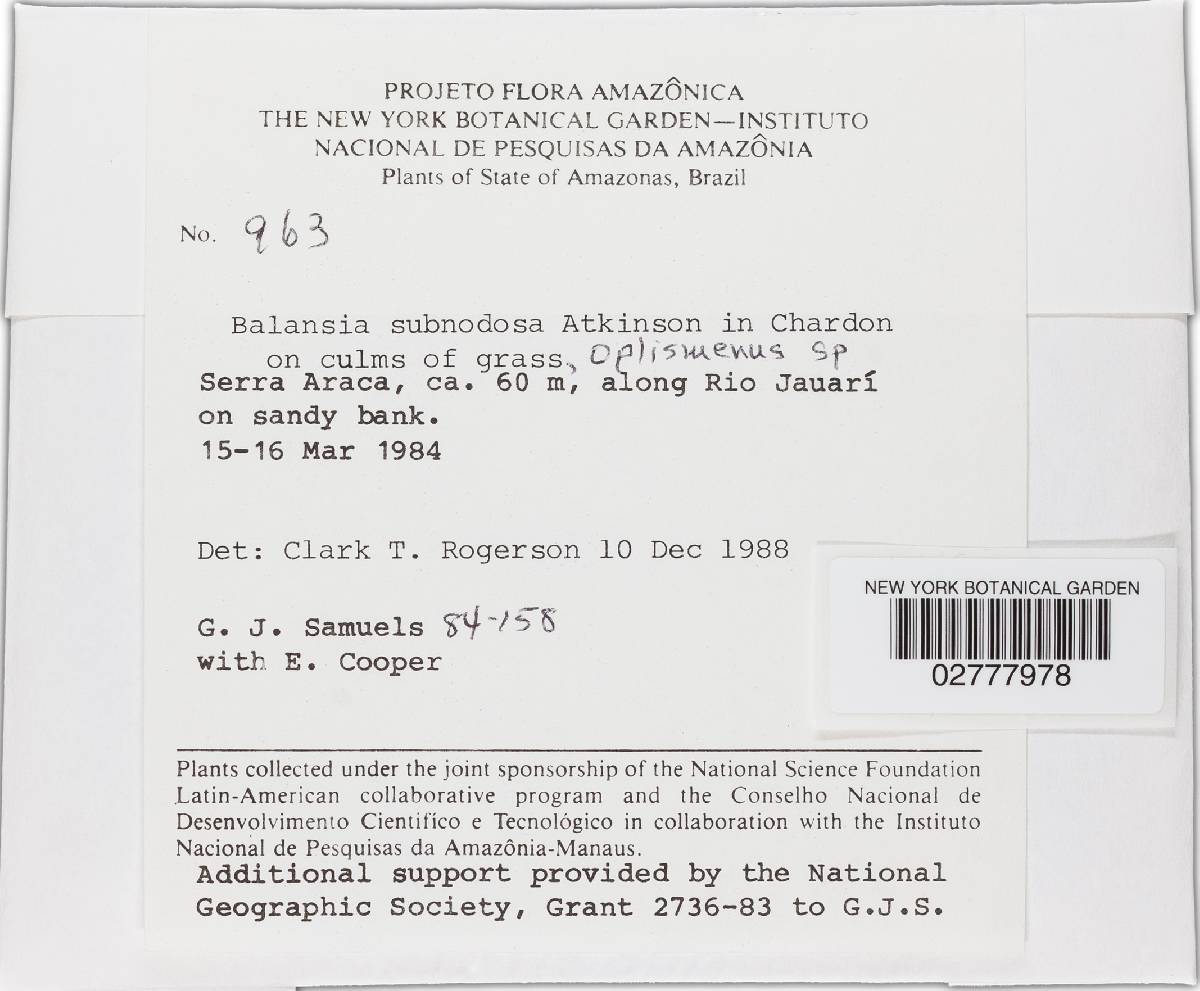 PROJETO FLORA AMAZÔNICA
THE NEW YORK BOTANICAL GARDEN—INSTITUTO
NACIONAL DE PESQUISAS DA AMAZÔNIA
Plants of State of Amazonas, Brazil
No. 963
Balansia subnodosa Atkinson in Chardon
on culms of grass, Oplismenus sp
Serra Araca, ca. 60 m, along Rio Jauarí
on sandy bank.
15-16 Mar 1984
Det: Clark T. Rogerson 10 Dec 1988
G. J. Samuels 84-158
with E. Cooper
NEW YORK BOTANICAL GARDEN
02777978
Plants collected under the joint sponsorship of the National Science Foundation
Latin-American collaborative program and the Conselho Nacional de
Desenvolvimento Cientifico e Tecnológico in collaboration with the Instituto
Nacional de Pesquisas da Amazônia-Manaus.
Additional support provided by the National
Geographic Society, Grant 2736-83 to G.J.S.